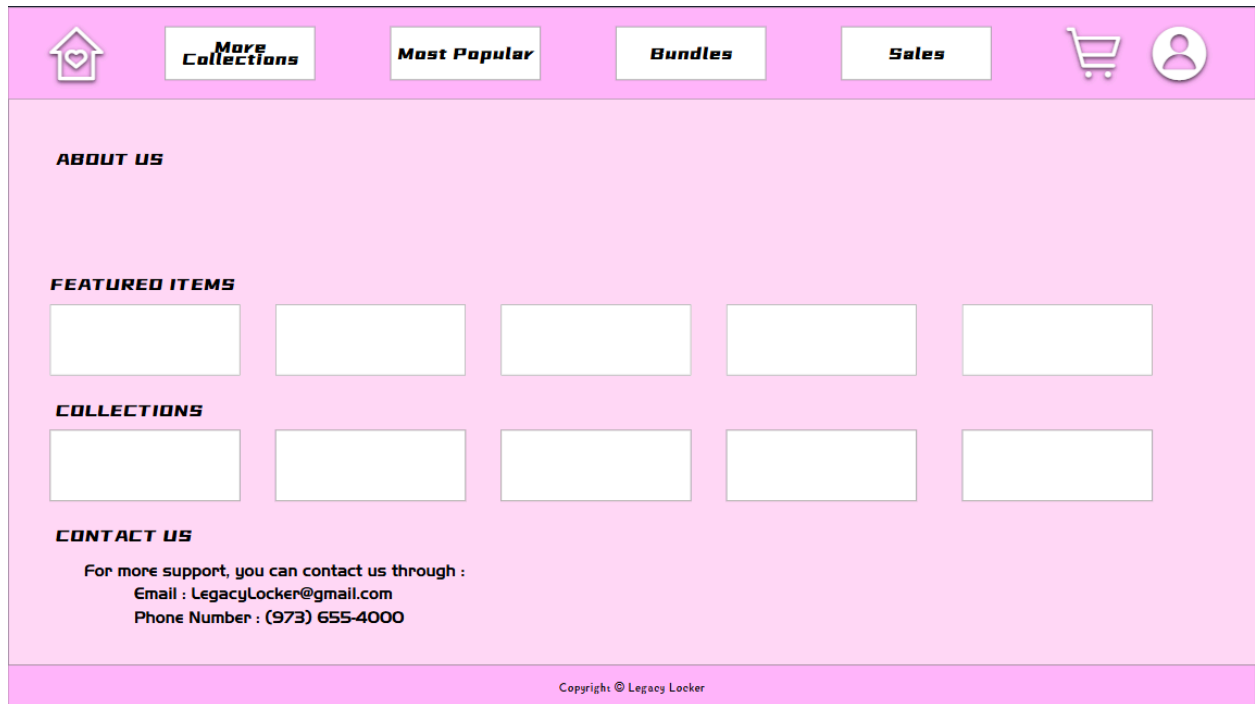 More
Collections
Most Popular
Bundles
Sales
ABOUT US
FEATURED ITEMS
COLLECTIONS
CONTACT US
For more support, you can contact us through :
Email : LegacyLocker@gmail.com
Phone Number : (973) 655-4000
Copyright © Legacy Locker